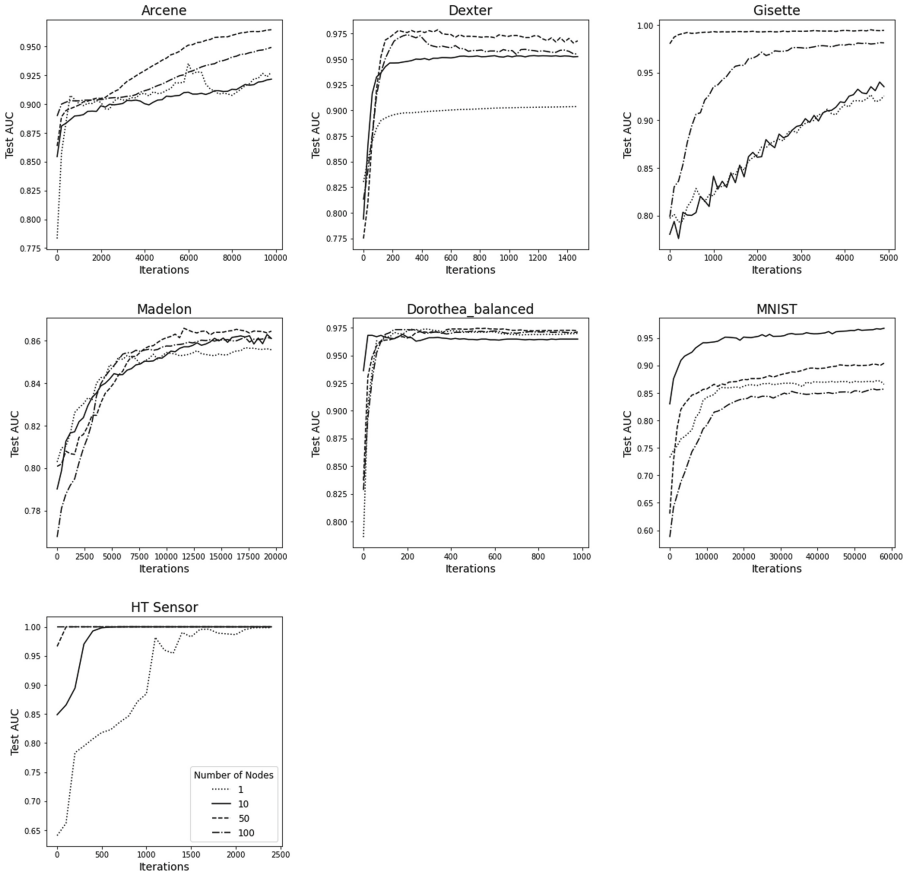 Arcene
Test AUC
0.950
0.925
0.900
0.875
0.850
0.825
0.800
0.775
0 2000 4000 6000 8000 10000
Iterations
Dexter
Test AUC
0.975
0.950
0.925
0.900
0.875
0.850
0.825
0.800
0.775
0 200 400 600 800 1000 1200 1400
Iterations
Gisette
Test AUC
1.00
0.95
0.90
0.85
0.80
0 1000 2000 3000 4000 5000
Iterations
Madelon
Test AUC
0.86
0.84
0.82
0.80
0.78
0 2500 5000 7500 10000 12500 15000 17500 20000
Iterations
Dorothea_balanced
Test AUC
0.975
0.950
0.925
0.900
0.875
0.850
0.825
0.800
0 200 400 600 800 1000
Iterations
MNIST
Test AUC
0.95
0.90
0.85
0.80
0.75
0.70
0.65
0.60
0 10000 20000 30000 40000 50000 60000
Iterations
HT Sensor
Test AUC
1.00
0.95
0.90
0.85
0.80
0.75
0.70
0.65
0 500 1000 1500 2000 2500
Iterations
Number of Nodes
1
10
50
100